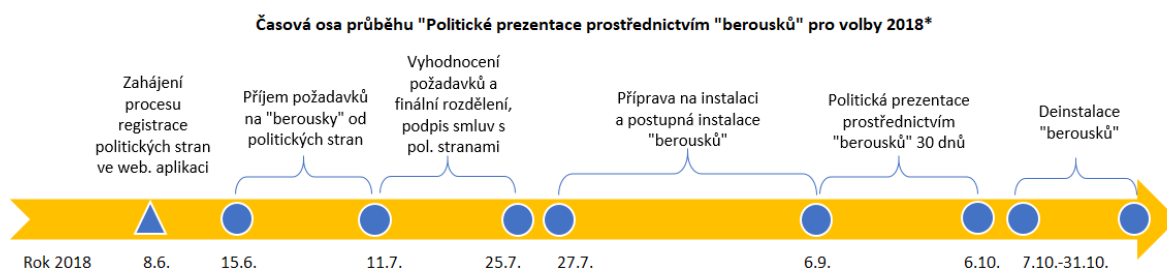 Časová osa průběhu "Politické prezentace prostřednictvím "berousků" pro volby 2018*
Zahájení
procesu
registrace
politických stran
ve web. aplikaci
Příjem požadavků
na "berousky" od
politických stran
Vyhodnocení
požadavků a
finální rozdělení,
podpis smluv s
pol. stranami
Příprava na instalaci
a postupná instalace
"berousků"
Politická prezentace
prostřednictvím
"berousků" 30 dnů
Deinstalace
"berousků"
Rok 2018 8.6. 15.6. 11.7. 25.7. 27.7. 6.9. 6.10. 7.10.-31.10.